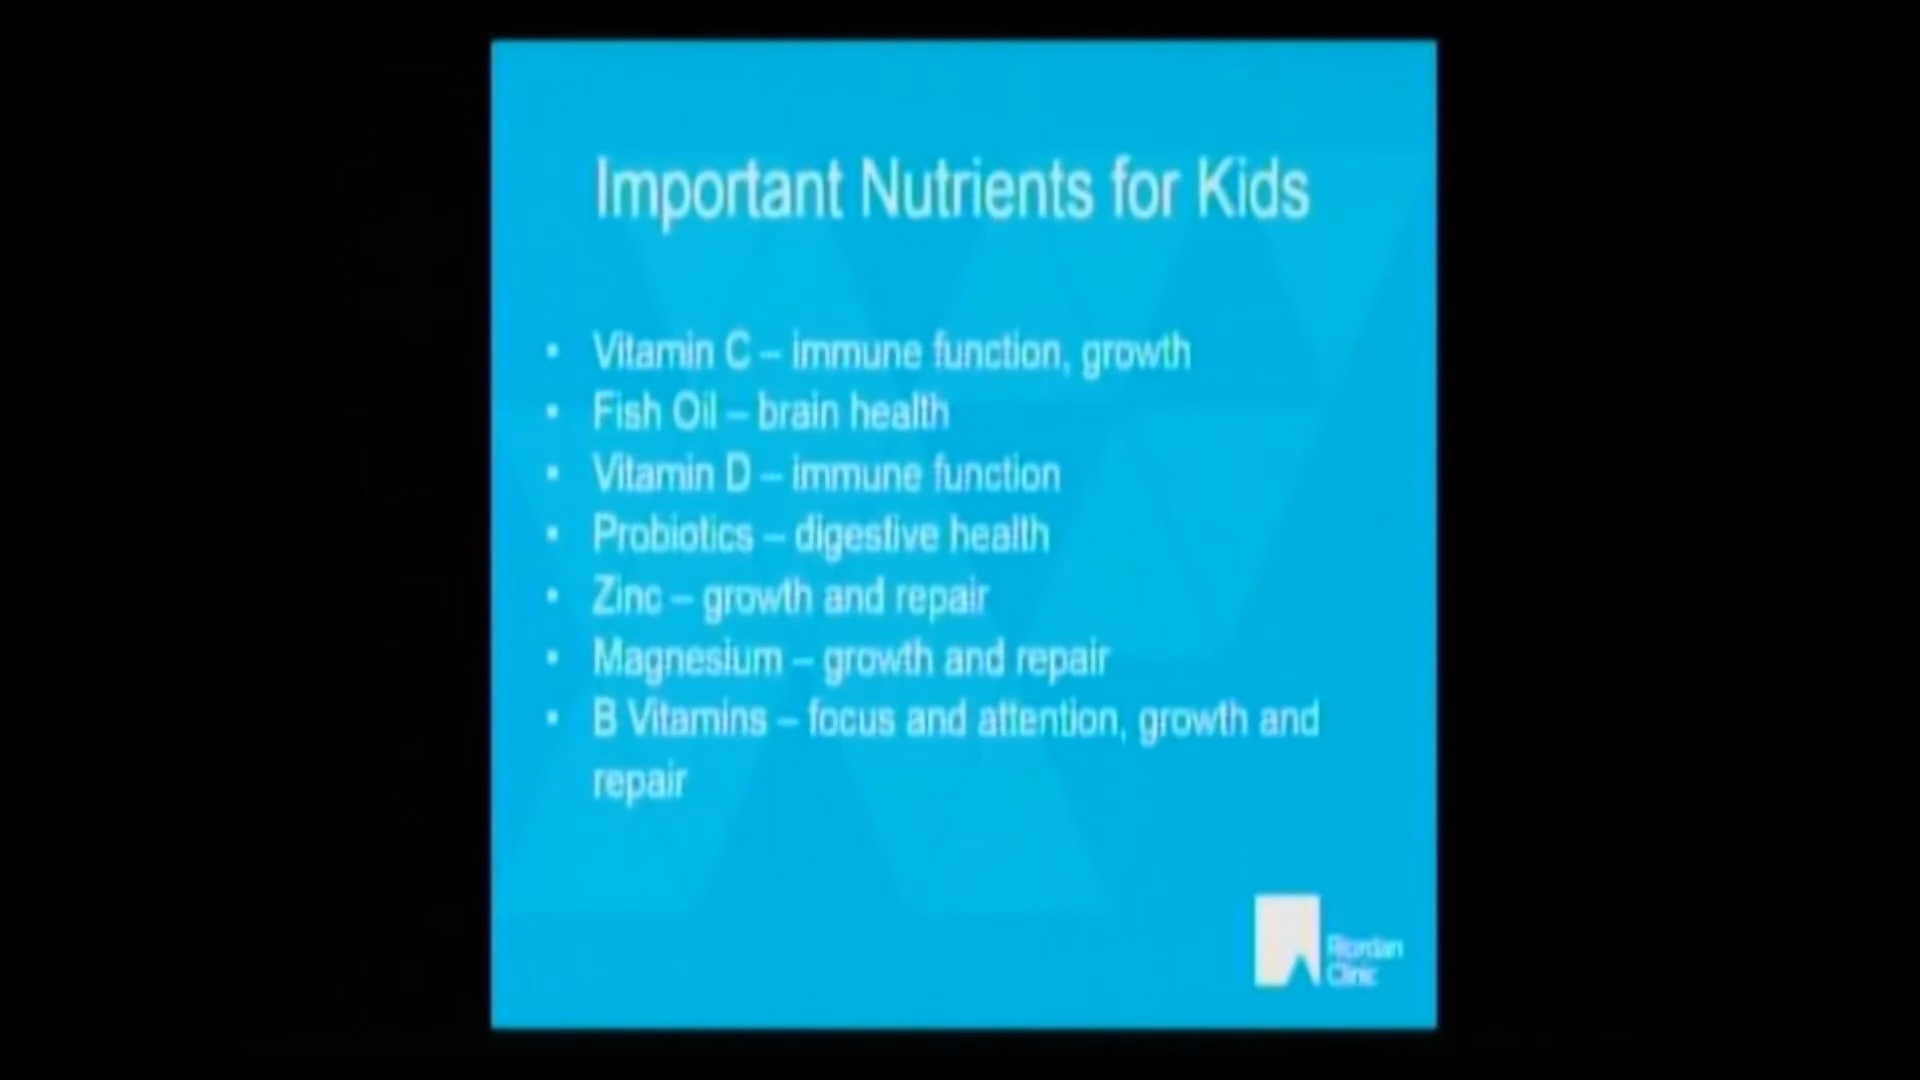 Important Nutrients for Kids
• Vitamin C – immune function, growth
• Fish Oil – brain health
• Vitamin D – immune function
• Probiotics – digestive health
• Zinc – growth and repair
• Magnesium – growth and repair
• B Vitamins – focus and attention, growth and
repair
Riordan
Clinic